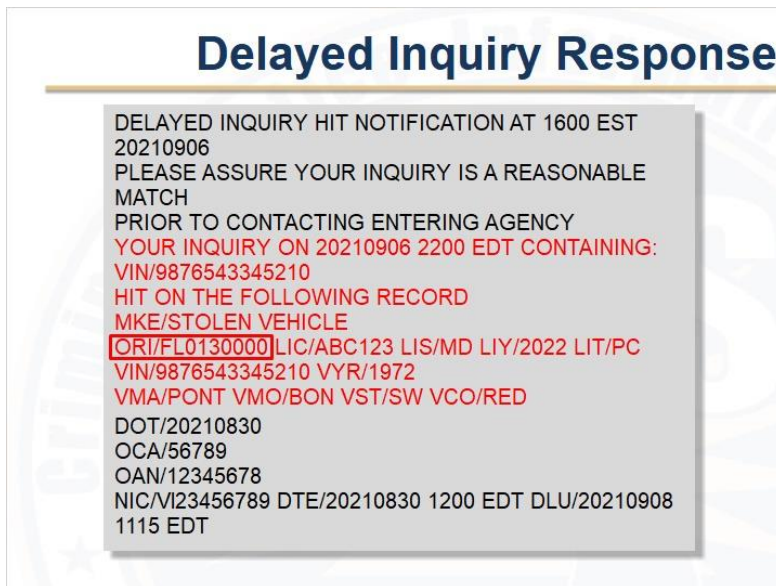 Delayed Inquiry Response
DELAYED INQUIRY HIT NOTIFICATION AT 1600 EST
20210906
PLEASE ASSURE YOUR INQUIRY IS A REASONABLE
MATCH
PRIOR TO CONTACTING ENTERING AGENCY
YOUR INQUIRY ON 20210906 2200 EDT CONTAINING:
VIN/9876543345210
HIT ON THE FOLLOWING RECORD
MKE/STOLEN VEHICLE
ORI/FL0130000 LIC/ABC123 LIS/MD LIY/2022 LIT/PC
VIN/9876543345210 VYR/1972
VMA/PONT VMO/BON VST/SW VCO/RED
DOT/20210830
OCA/56789
OAN/12345678
NIC/VI23456789 DTE/20210830 1200 EDT DLU/20210908
1115 EDT